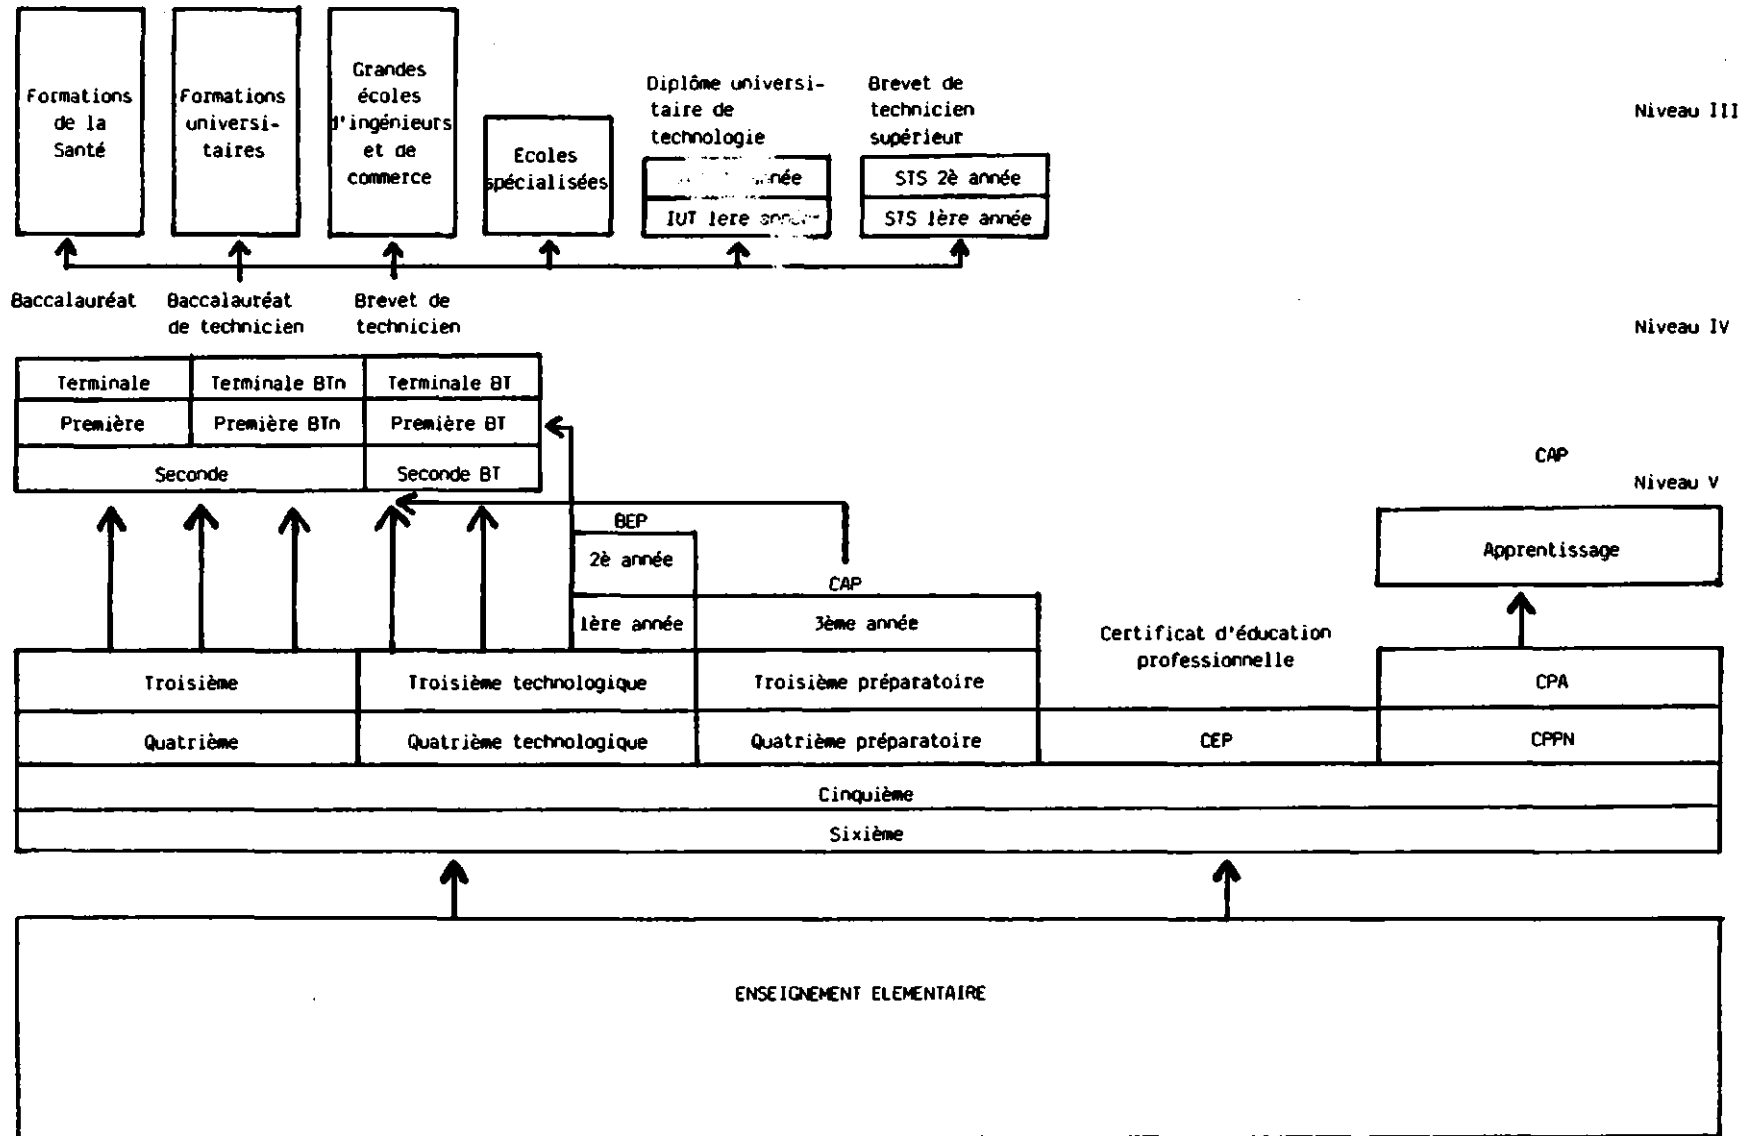 Formations
de la
Santé
Formations
universi-
taires
Grandes
écoles
d'ingénieurs
et de
commerce
Ecoles
spécialisées
Diplôme universi-
taire de
technologie
IUT 1ere
Brevet de
technicien
supérieur
STS 2è année
STS 1ère année
Niveau III
Baccalauréat
Baccalauréat
de technicien
Brevet de
technicien
Niveau IV
Terminale
Terminale BTn
Terminale BT
Première
Première BTn
Première BT
Seconde
Seconde BT
CAP
Niveau V
Apprentissage
BEP
2è année
CAP
1ère année
3ème année
Certificat d'éducation
professionnelle
Troisième
Troisième technologique
Troisième préparatoire
CPA
Quatrième
Quatrième technologique
Quatrième préparatoire
CEP
CPPN
Cinquième
Sixième
ENSEIGNEMENT ELEMENTAIRE